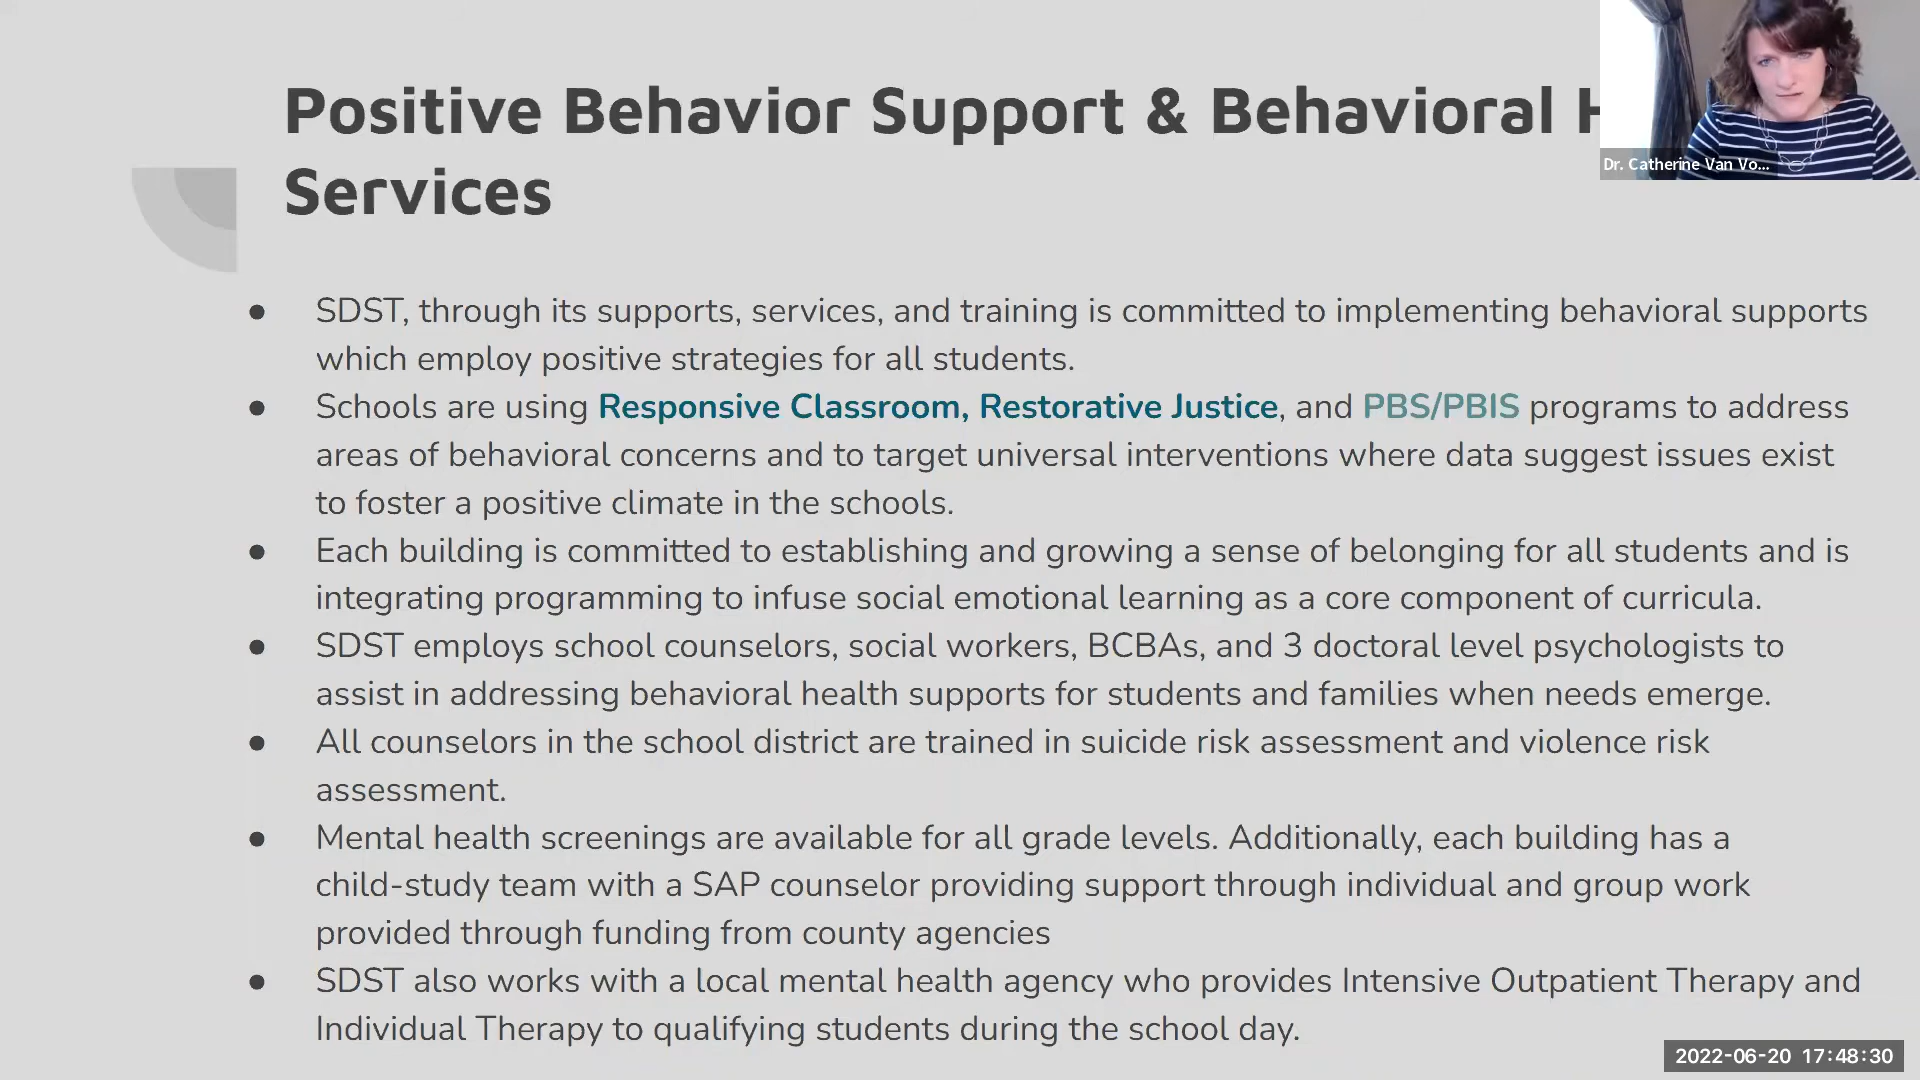 Positive Behavior Support & Behavioral
Services
Dr. Catherine Van Vo...
● SDST, through its supports, services, and training is committed to implementing behavioral supports
which employ positive strategies for all students.
● Schools are using Responsive Classroom, Restorative Justice, and PBS/PBIS programs to address
areas of behavioral concerns and to target universal interventions where data suggest issues exist
to foster a positive climate in the schools.
● Each building is committed to establishing and growing a sense of belonging for all students and is
integrating programming to infuse social emotional learning as a core component of curricula.
● SDST employs school counselors, social workers, BCBAs, and 3 doctoral level psychologists to
assist in addressing behavioral health supports for students and families when needs emerge.
● All counselors in the school district are trained in suicide risk assessment and violence risk
assessment.
● Mental health screenings are available for all grade levels. Additionally, each building has a
child-study team with a SAP counselor providing support through individual and group work
provided through funding from county agencies
● SDST also works with a local mental health agency who provides Intensive Outpatient Therapy and
Individual Therapy to qualifying students during the school day.
2022-06-20 17:48:30